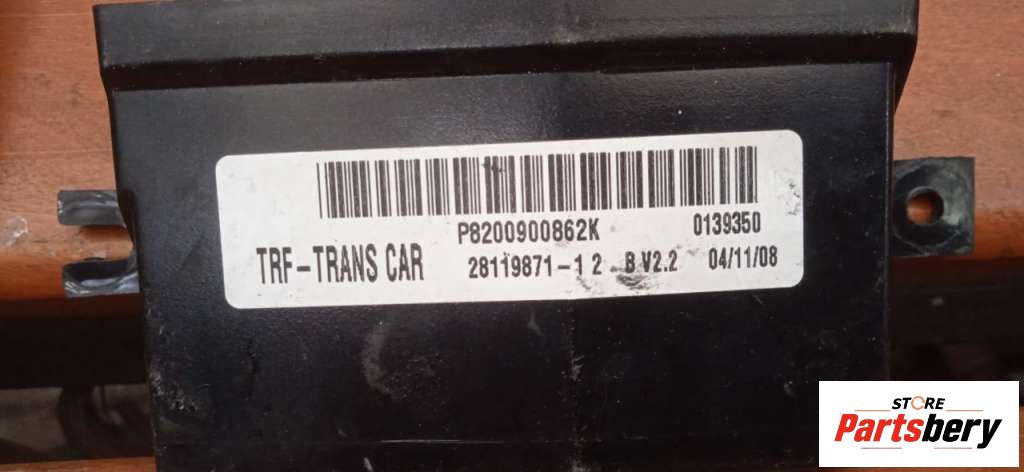 P8200900862K 0139350
TRF-TRANS CAR 28119871-1 2 B V2.2 04/11/08
STORE
Partsbery